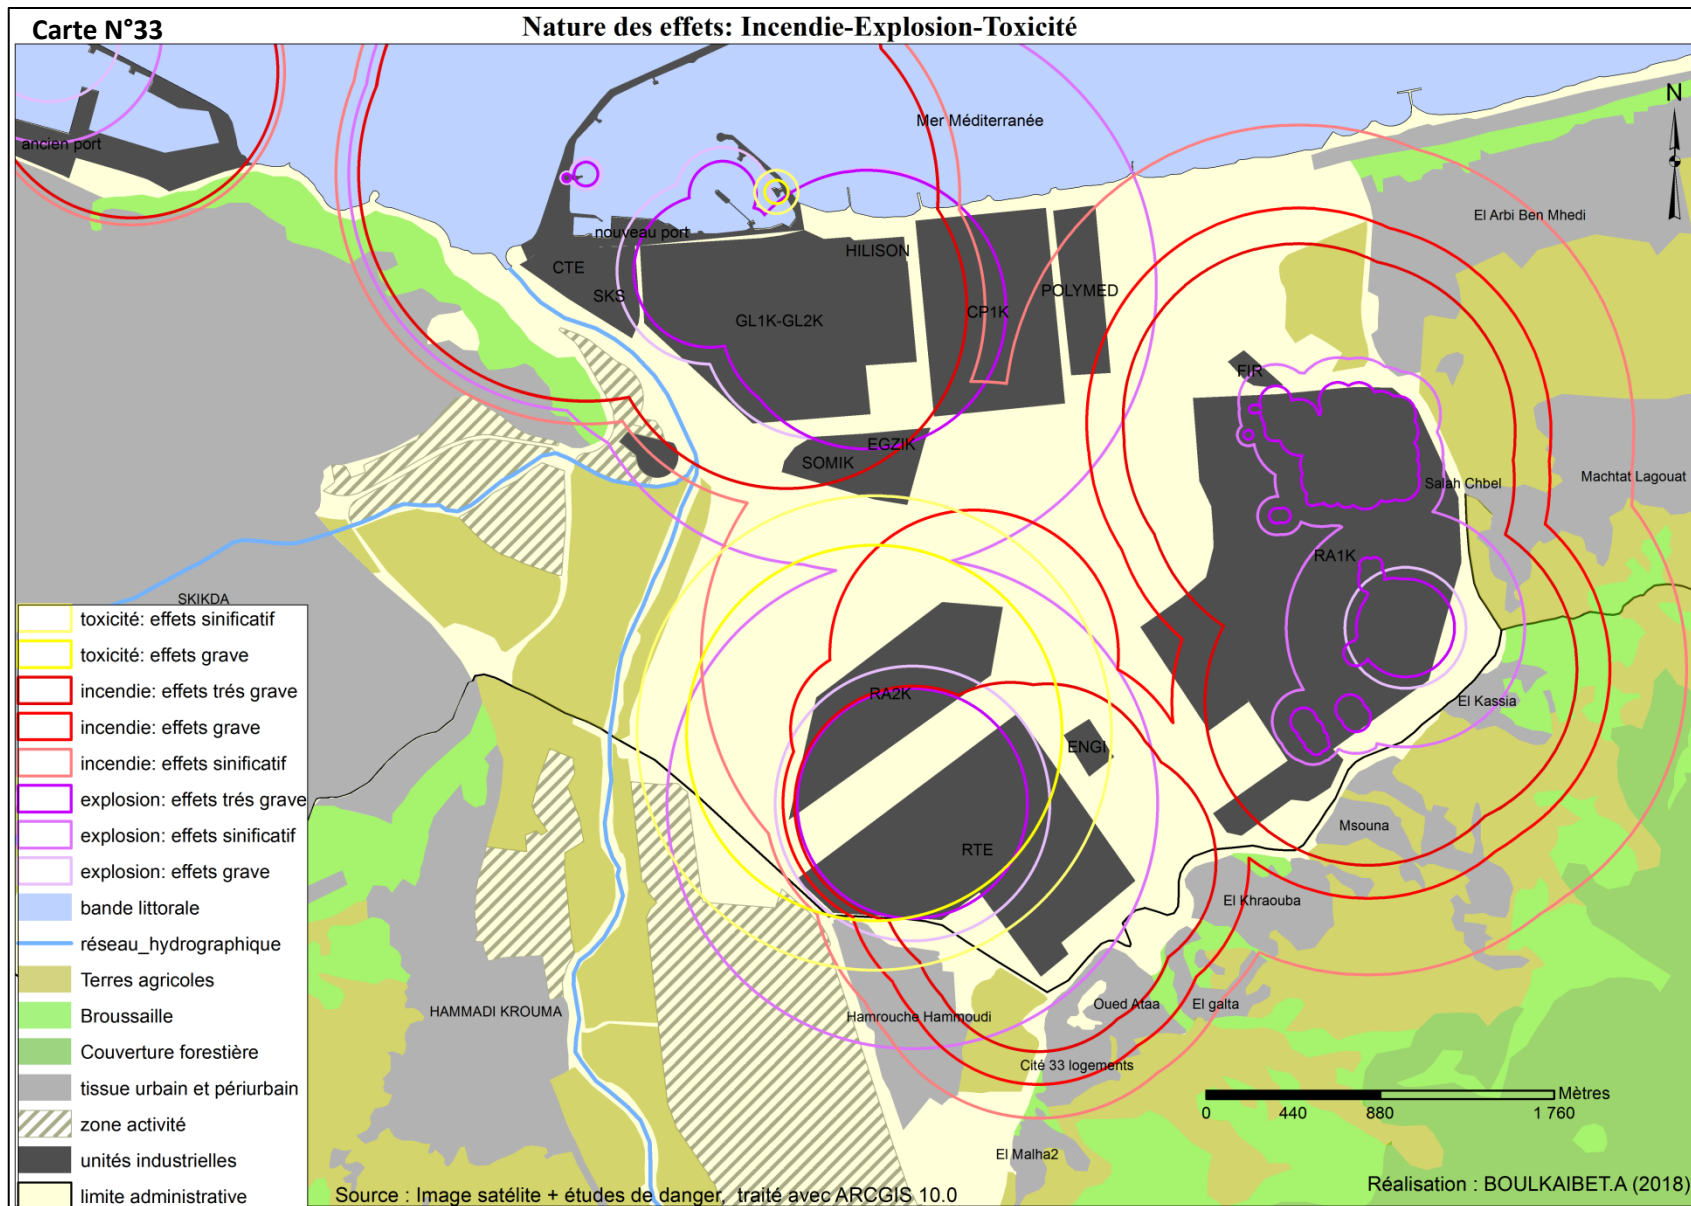 Carte N°33
Nature des effets: Incendie-Explosion-Toxicité
N
Mer Méditerranée
ancien port
El Arbi Ben Mhedi
nouveau port
HILISON
CTE
SKS
POLYMED
CP1K
GL1K-GL2K
FIR
EGZIK
SOMIK
Salah Chbel
Machtat Lagouat
RA1K
SKIKDA
RA2K
El Kassia
ENGI
Msouna
RTE
El Khraouba
Oued Ataa
El galta
HAMMADI KROUMA
Hamrouche Hammoudi
Cité 33 logements
El Malha2
toxicité: effets sinificatif
toxicité: effets grave
incendie: effets trés grave
incendie: effets grave
incendie: effets sinificatif
explosion: effets trés grave
explosion: effets sinificatif
explosion: effets grave
bande littorale
réseau_hydrographique
Terres agricoles
Broussaille
Couverture forestière
tissue urbain et périurbain
zone activité
unités industrielles
limite administrative
Mètres
0 440 880 1 760
Source : Image satélite + études de danger, traité avec ARCGIS 10.0
Réalisation : BOULKAIBET.A (2018)